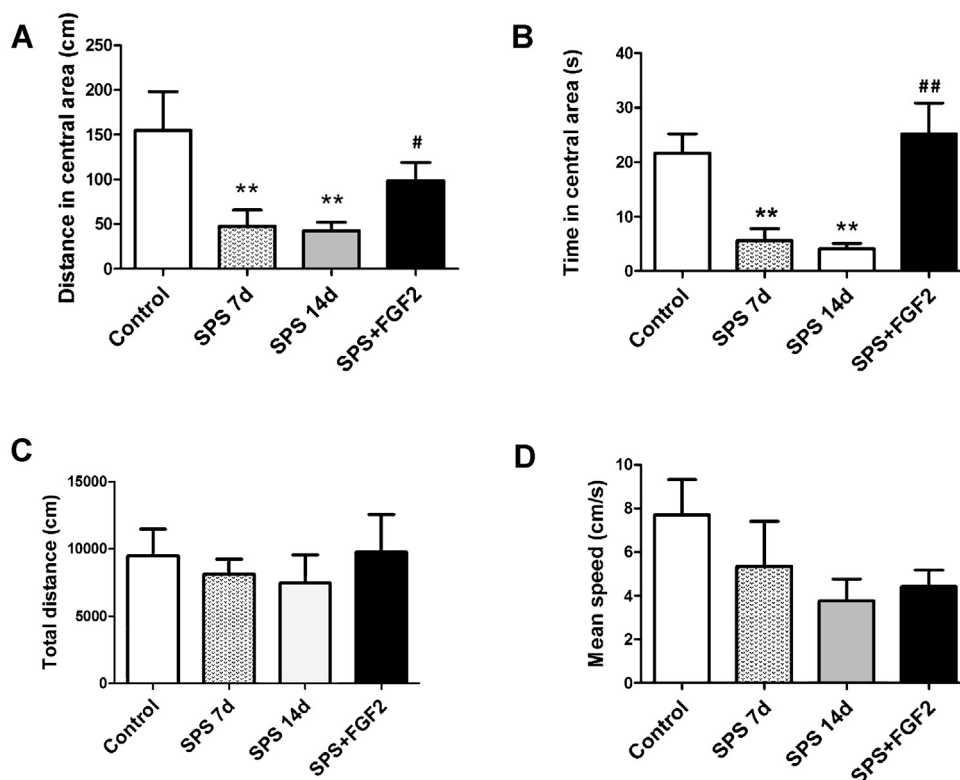 A
Distance in central area (cm)
250
200
150
100
50
0
**
**
#
Control
SPS 7d
SPS 14d
SPS+FGF2
B
Time in central area (s)
40
30
20
10
0
**
**
##
Control
SPS 7d
SPS 14d
SPS+FGF2
C
Total distance (cm)
15000
10000
5000
0
Control
SPS 7d
SPS 14d
SPS+FGF2
D
Mean speed (cm/s)
10
8
6
4
2
0
Control
SPS 7d
SPS 14d
SPS+FGF2